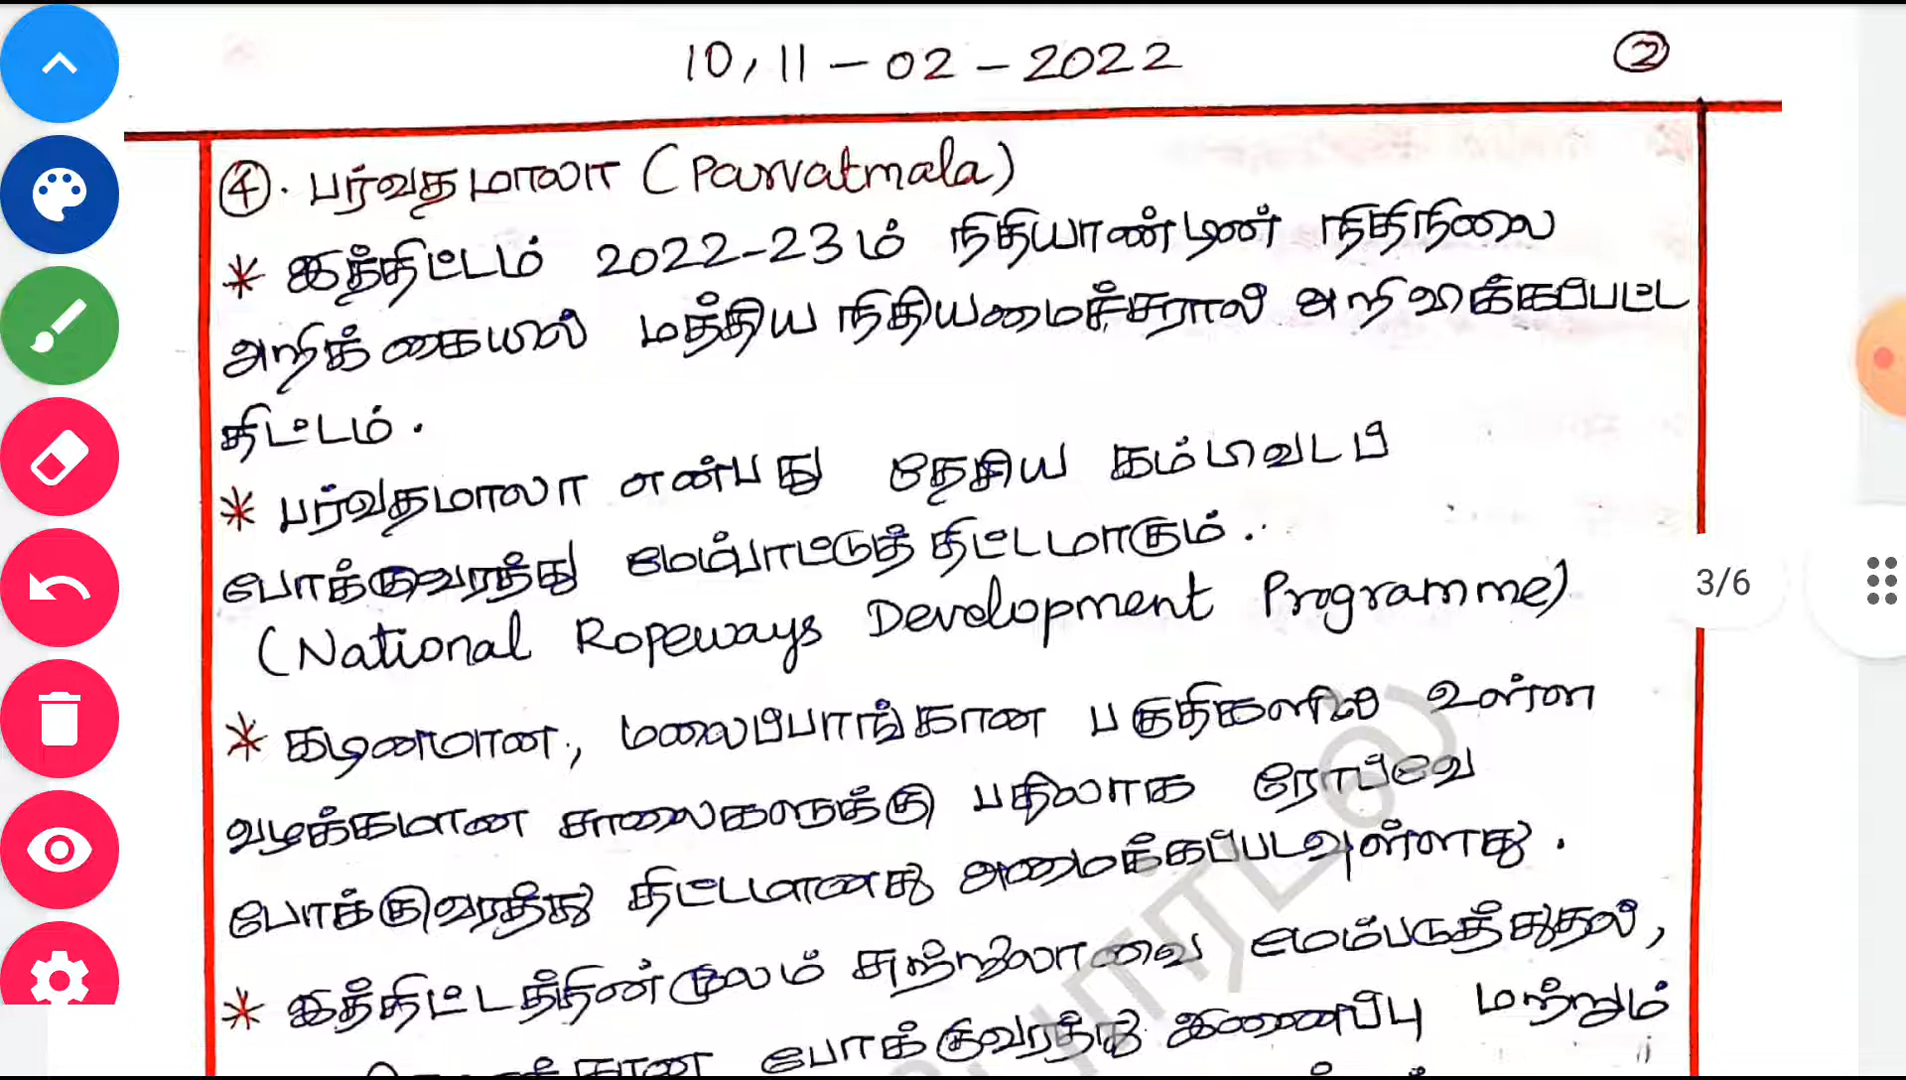 10, 11 - 02 - 2022
2
4. பர்வதமாலா (Parvatmala)
* இத்திட்டம் 2022-23ம் நிதியாண்டின் நிதிநிலை
அறிக்கையில் மத்திய நிதியமைச்சரால் அறிவிக்கப்பட்ட
திட்டம்.
* பர்வதமாலா என்பது தேசிய கம்பிவடப்
போக்குவரத்து மேம்பாட்டுத் திட்டமாகும்.
(National Ropeways Development Programme)
3/6
* கடினமான, மலைப்பாங்கான பகுதிகளில் உள்ள
வழக்கமான சாலைகளுக்கு பதிலாக ரோப்வே
போக்குவரத்து திட்டமானது அமைக்கப்படவுள்ளாது.
* இத்திட்டத்தின் மூலம் சுற்றுலாவை மேம்படுத்துதல்,
போக்குவரத்து இணைப்பு மற்றும்